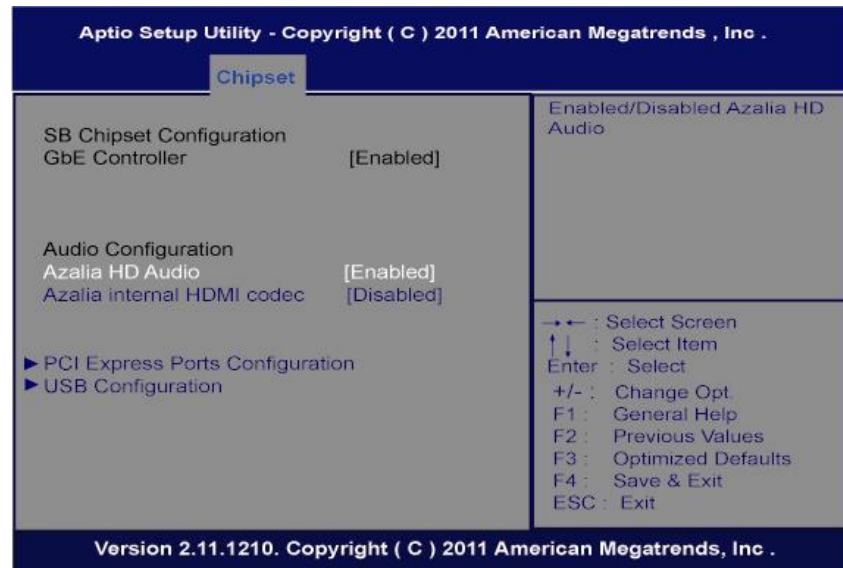 Aptio Setup Utility - Copyright ( C ) 2011 American Megatrends , Inc .
Chipset
SB Chipset Configuration
GbE Controller [Enabled]
Audio Configuration
Azalia HD Audio [Enabled]
Azalia internal HDMI codec [Disabled]
► PCI Express Ports Configuration
► USB Configuration
Enabled/Disabled Azalia HD
Audio
→← : Select Screen
↑↓ : Select Item
Enter : Select
+/- : Change Opt.
F1 : General Help
F2 : Previous Values
F3 : Optimized Defaults
F4 : Save & Exit
ESC : Exit
Version 2.11.1210. Copyright ( C ) 2011 American Megatrends, Inc .